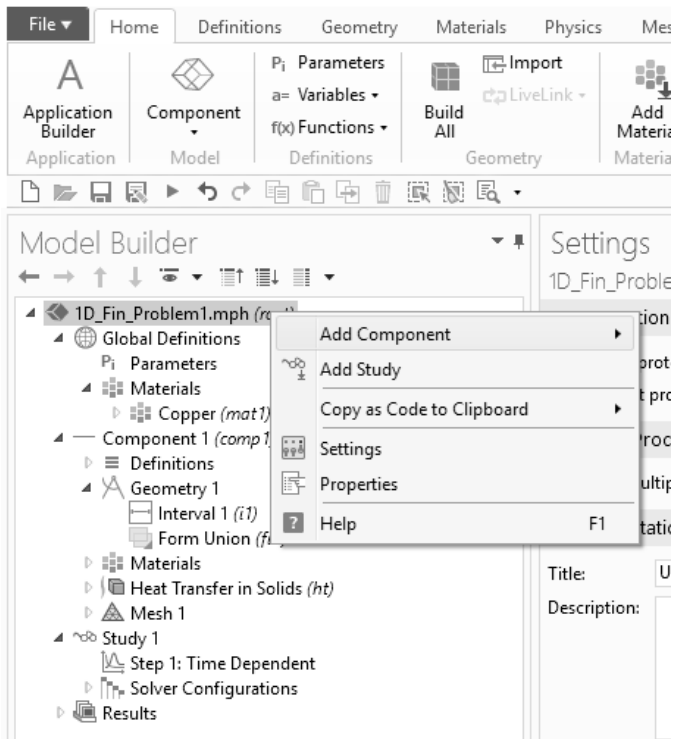 File Home Definitions Geometry Materials Physics
Pi Parameters Import
a= Variables LiveLink
Application Builder Component f(x) Functions Build All Add
Application Model Definitions Geometry
Model Builder Settings
1D_Fin_Problem1.mph
Global Definitions Add Component
Pi Parameters Add Study
Materials
Copper (mat1) Copy as Code to Clipboard
Component 1 (comp1) Settings
Definitions
Geometry 1 Properties
Interval 1 (i1)
Form Union Help F1
Materials Title: U
Heat Transfer in Solids (ht)
Mesh 1 Description:
Study 1
Step 1: Time Dependent
Solver Configurations
Results